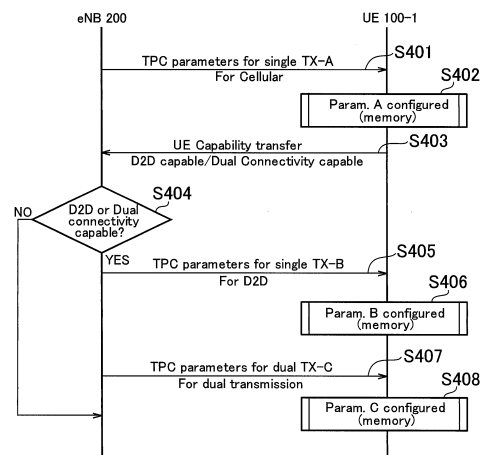 eNB 200
UE 100-1
TPC parameters for single TX-A
For Cellular
S401
S402
Param. A configured
(memory)
UE Capability transfer
D2D capable/Dual Connectivity capable
S403
S404
NO
D2D or Dual
connectivity
capable?
YES
TPC parameters for single TX-B
For D2D
S405
S406
Param. B configured
(memory)
TPC parameters for dual TX-C
For dual transmission
S407
S408
Param. C configured
(memory)